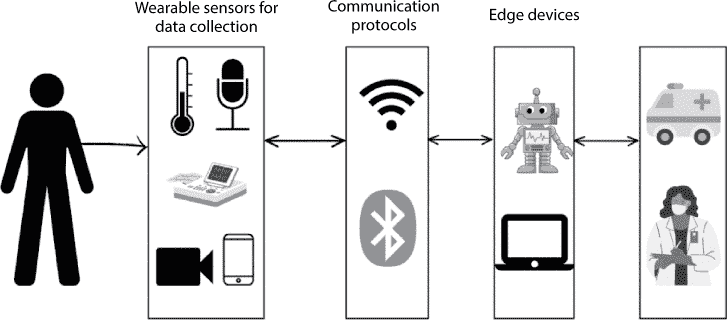 Wearable sensors for
data collection
Communication
protocols
Edge devices